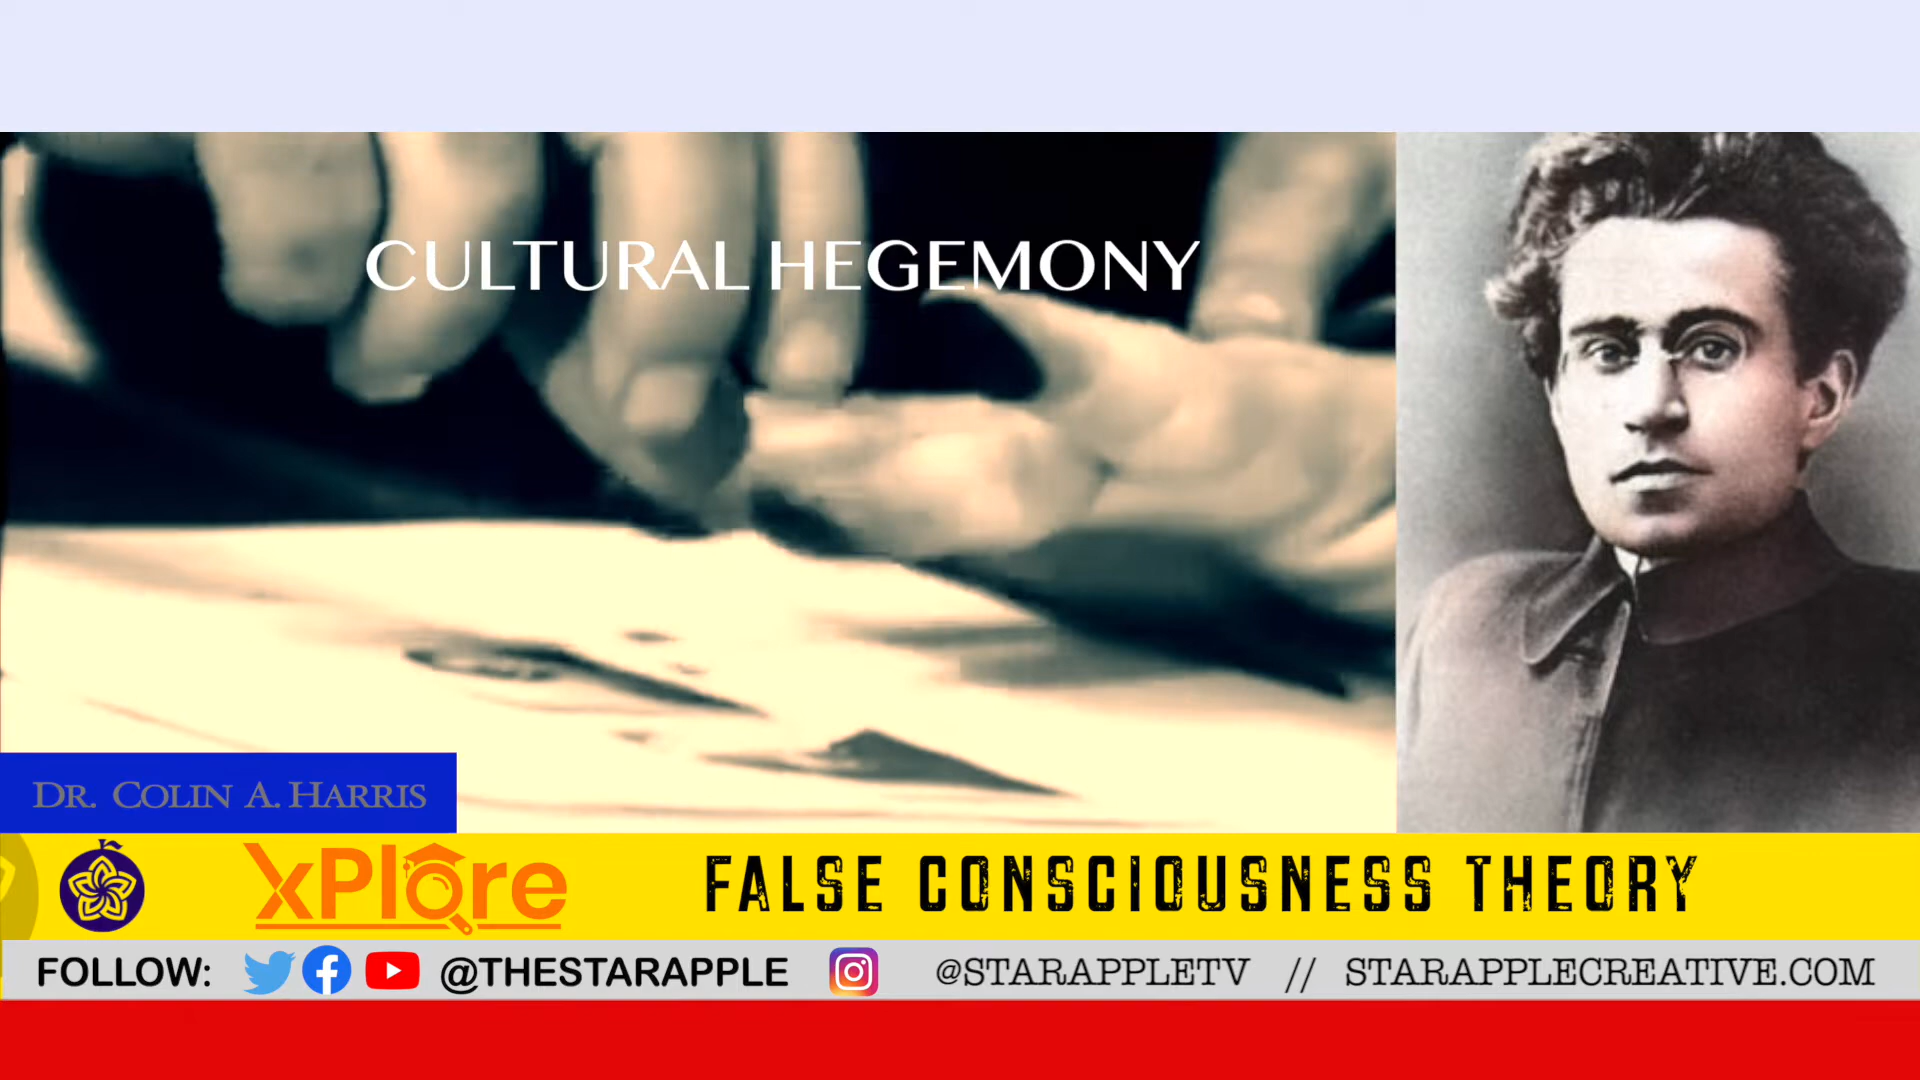 CULTURAL HEGEMONY
DR. COLIN A. HARRIS
xPlore
FALSE CONSCIOUSNESS THEORY
FOLLOW: @THESTARAPPLE @STARAPPLETV // STARAPPLECREATIVE.COM